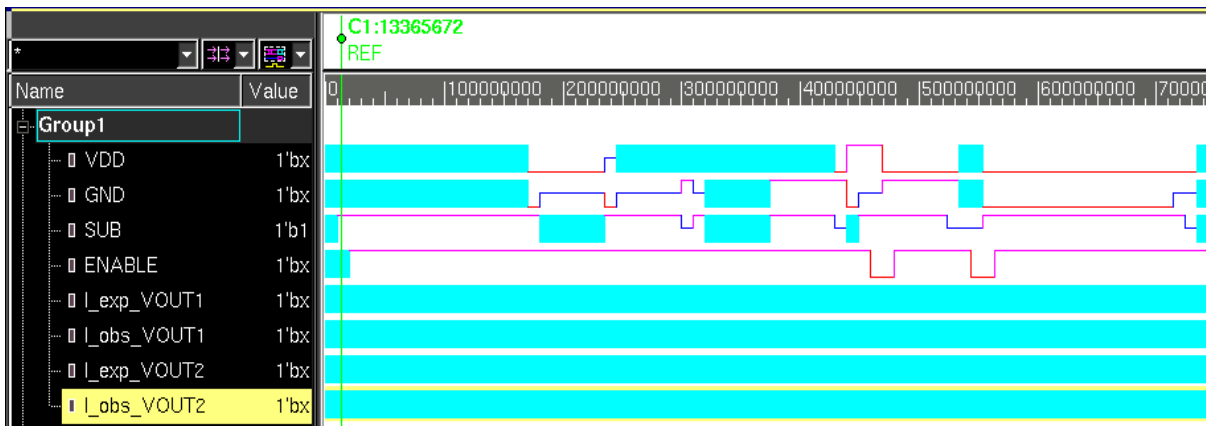 C1:13365672
REF
*
Name Value
0 100000000 200000000 300000000 400000000 500000000 600000000 70000
Group1
VDD 1'bx
GND 1'bx
SUB 1'b1
ENABLE 1'bx
I_exp_VOUT1 1'bx
I_obs_VOUT1 1'bx
I_exp_VOUT2 1'bx
I_obs_VOUT2 1'bx